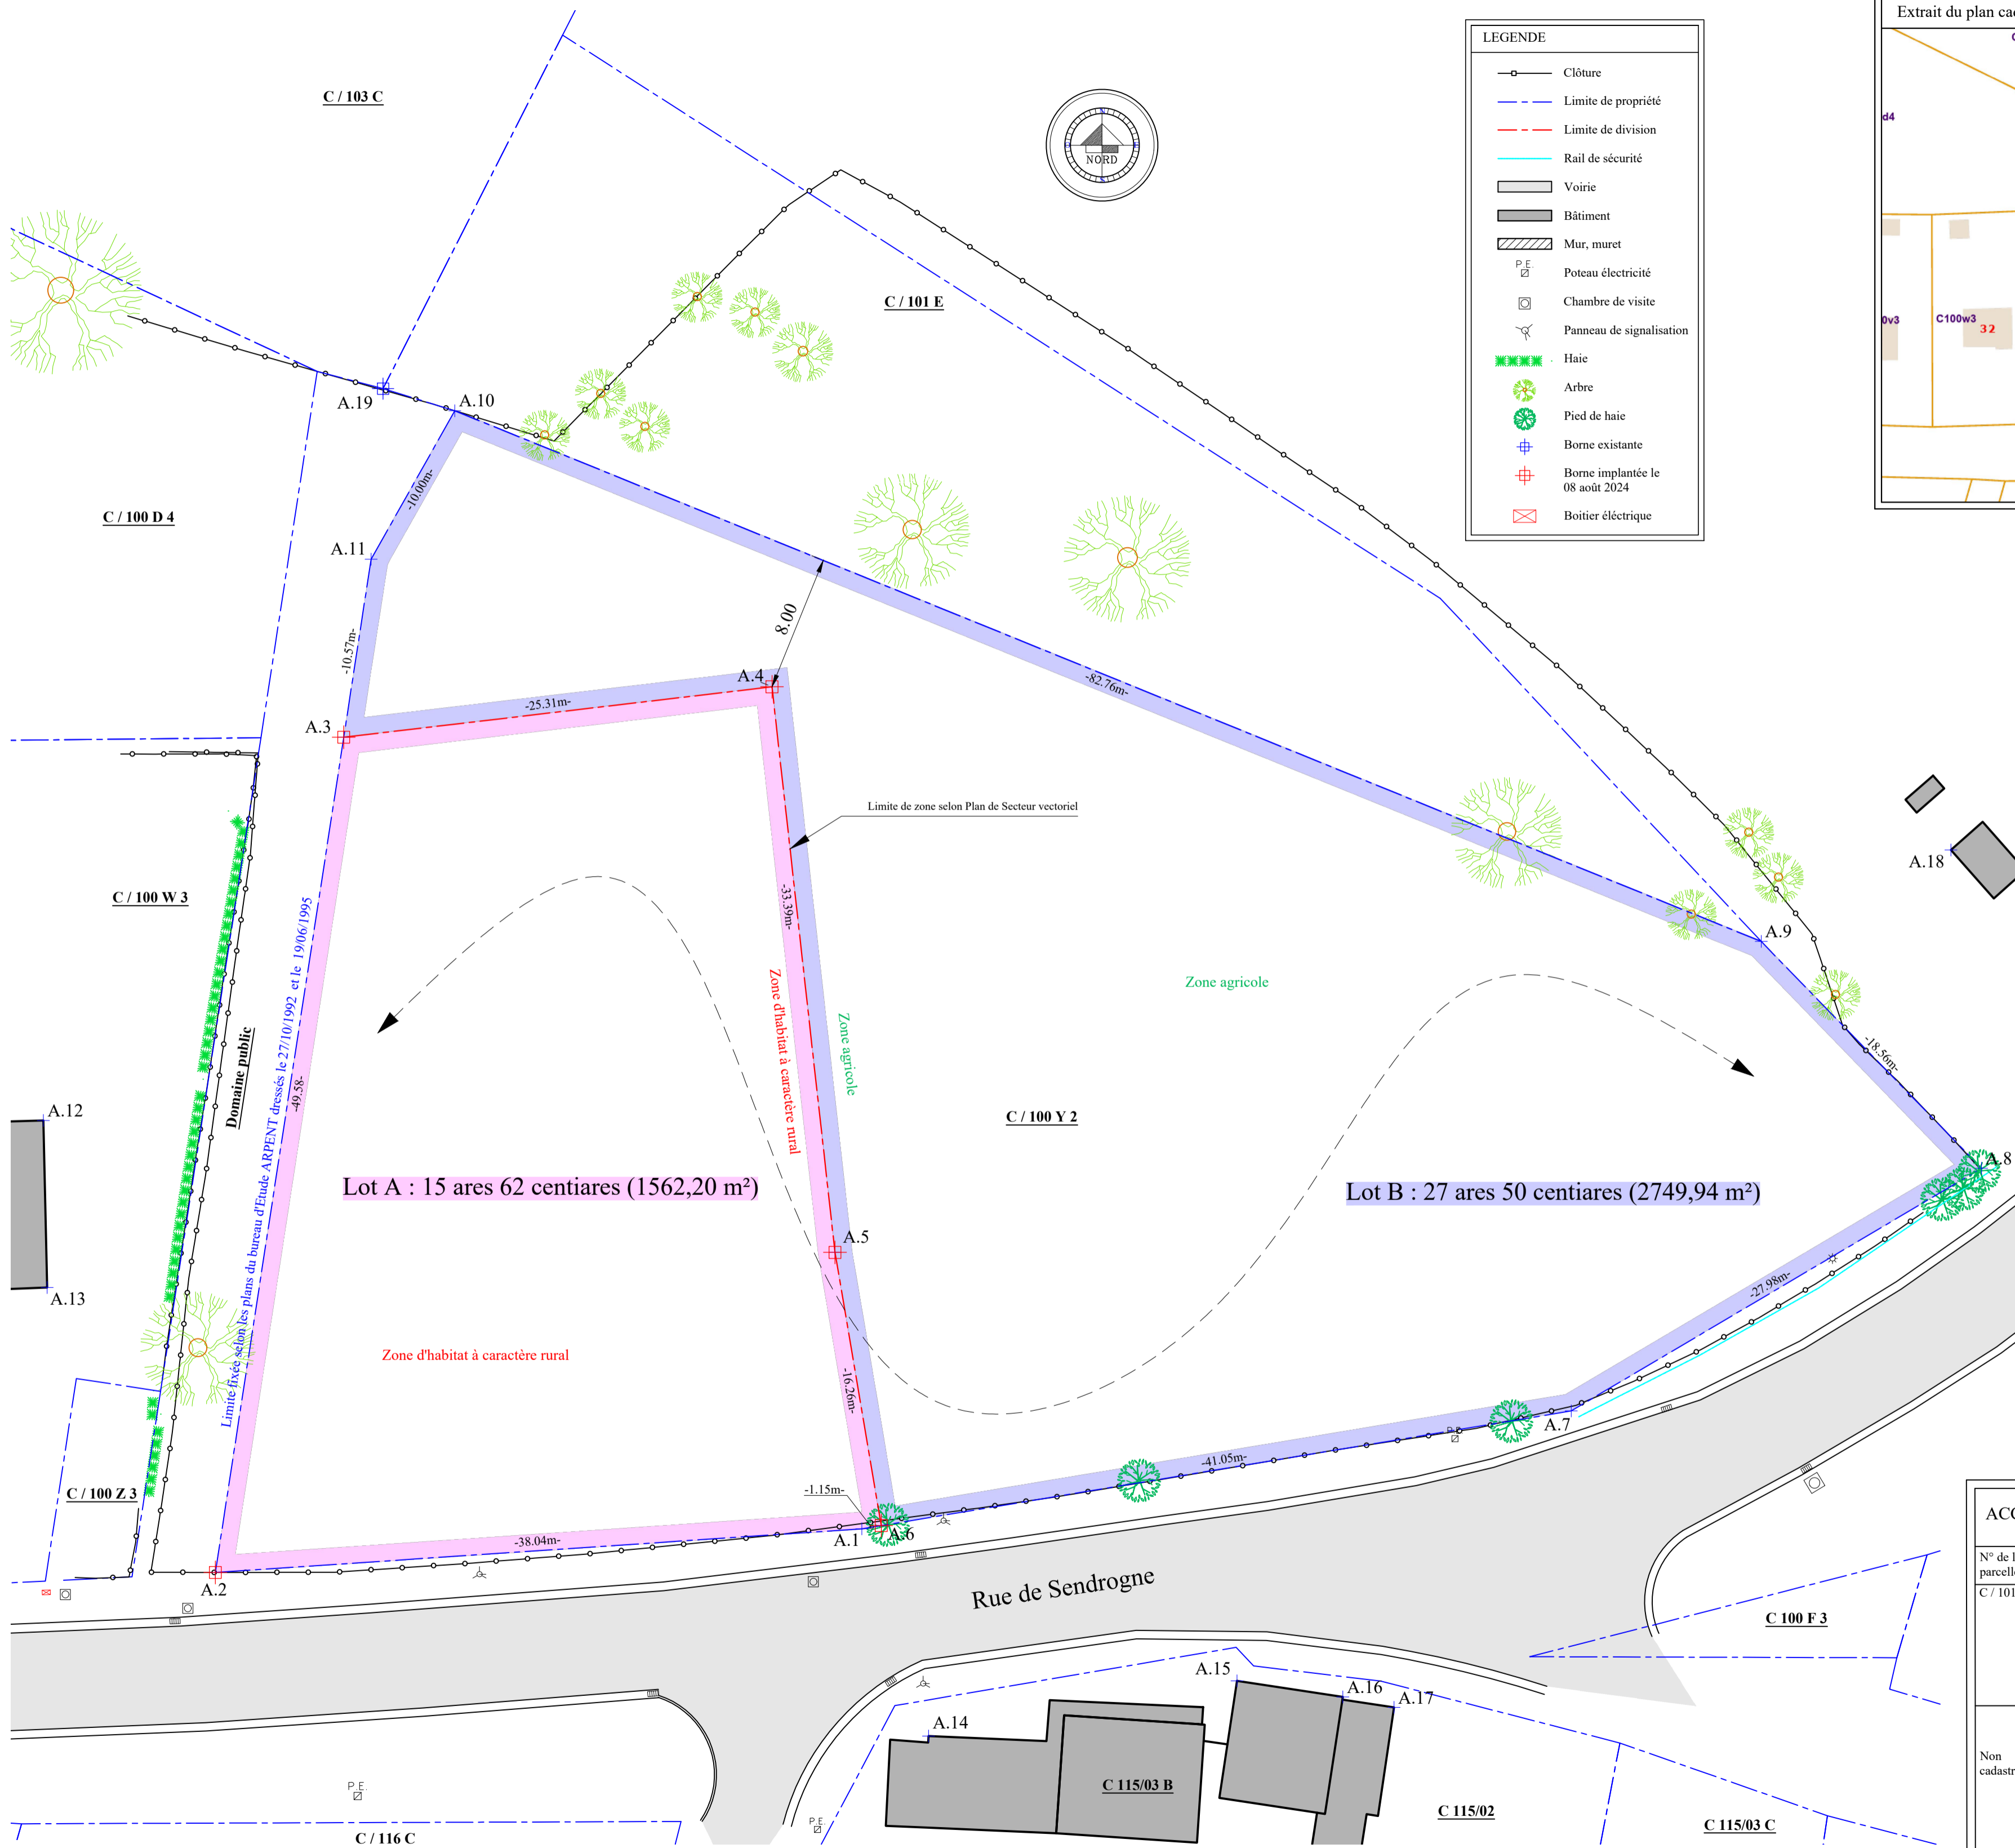 Extrait du plan
LEGENDE
Clôture
Limite de propriété
Limite de division
Rail de sécurité
Voirie
Bâtiment
Mur, muret
P.E.
Poteau électricité
Chambre de visite
Panneau de signalisation
Haie
Arbre
Pied de haie
Borne existante
Borne implantée le
08 août 2024
Boitier éléctrique
d4
0v3
C100w3
32
C / 103 C
NORD
C / 101 E
A.19
A.10
-10.00m-
C / 100 D 4
A.11
8.00
-10.57m-
A.4
-25.31m-
-82.76m-
A.3
Limite de zone selon Plan de Secteur vectoriel
A.18
C / 100 W 3
-33.39m-
A.9
Zone agricole
Zone d'habitat à caractère rural
Zone agricole
-18.56m-
Domaine public
Limite fixée selon les plans du bureau d'Etude ARPENT dressés le 27/10/1992 et le 19/06/1995
-49.58-
A.12
C / 100 Y 2
A.8
Lot A : 15 ares 62 centiares (1562,20 m²)
Lot B : 27 ares 50 centiares (2749,94 m²)
A.5
A.13
-27.98m-
Zone d'habitat à caractère rural
-16.26m-
A.7
P.E.
-41.05m-
C / 100 Z 3
-1.15m-
A.1
A.6
-38.04m-
A.2
Rue de Sendrogne
N° de
C / 101
C 100 F 3
A.15
A.16
A.17
A.14
Non
P.E.
C 115/03 B
P.E.
C 115/02
C 115/03 C
C / 116 C